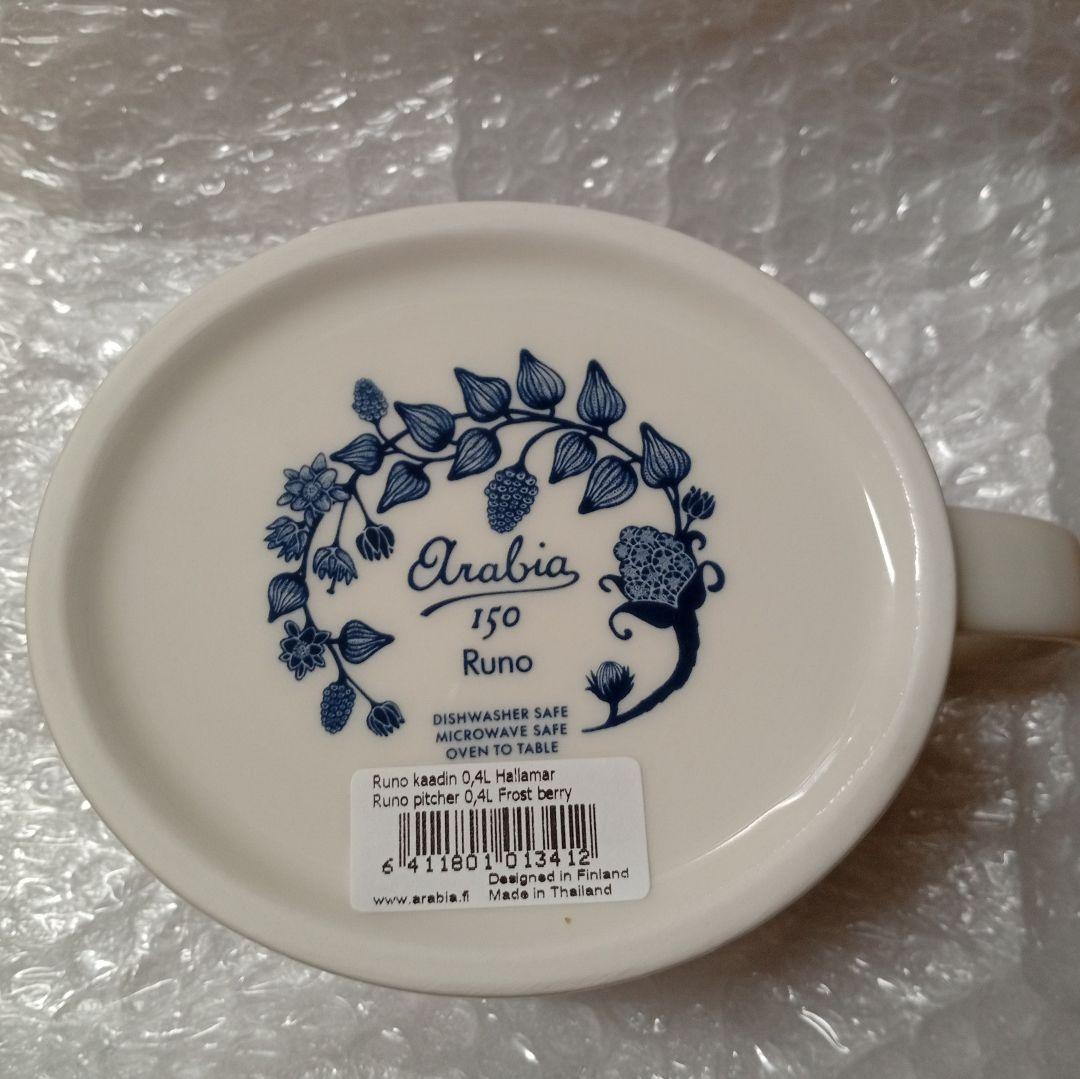 Arabia
150
Runo
DISHWASHER SAFE
MICROWAVE SAFE
OVEN TO TABLE
Runo kaadin 0,4L Hallamar
Runo pitcher 0,4L Frost berry
6 411801 013412
Designed in Finland
www.arabia.fi Made in Thailand